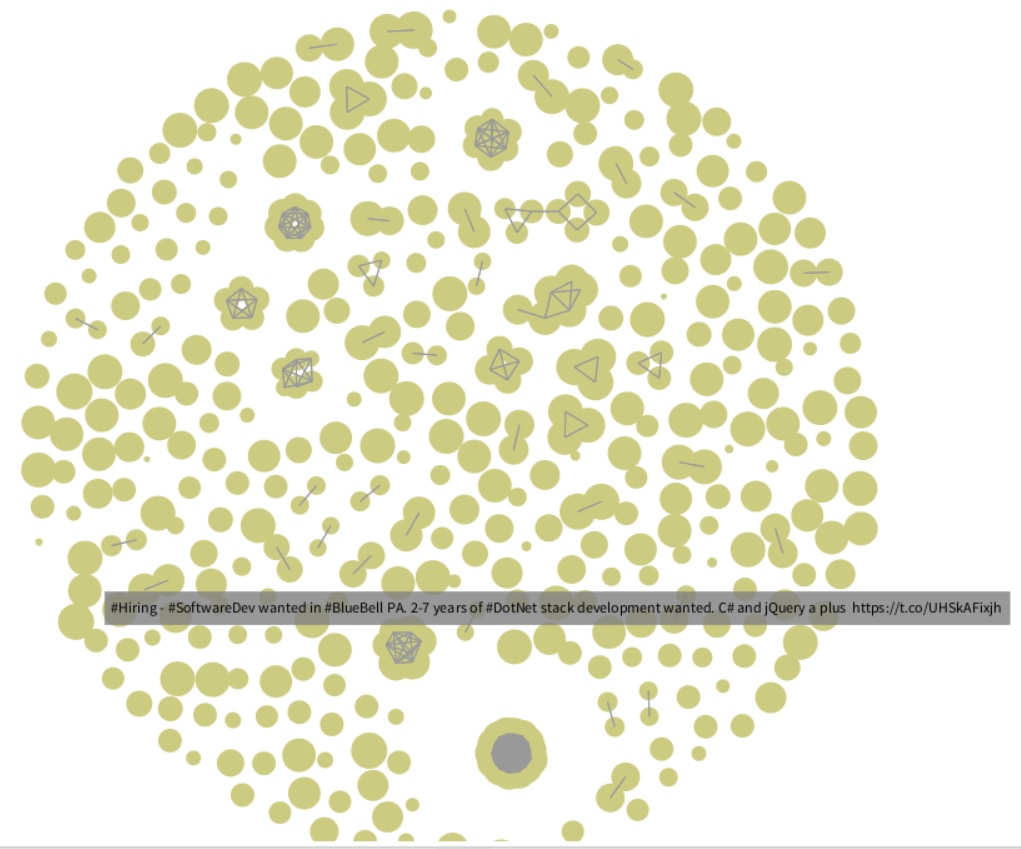 #Hiring - #SoftwareDev wanted in #BlueBell PA. 2-7 years of #DotNet stack development wanted. C# and jQuery a plus https://t.co/UHSkAFixjh